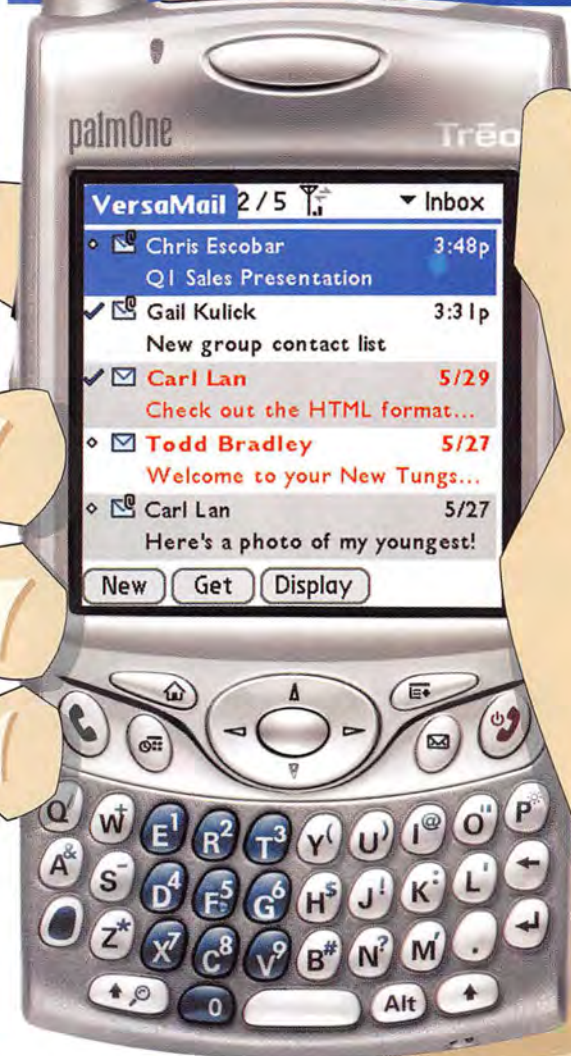 palmOne Trēo
VersaMail 2/5 Inbox
Chris Escobar 3:48p
Q1 Sales Presentation
Gail Kulick 3:31p
New group contact list
Carl Lan 5/29
Check out the HTML format...
Todd Bradley 5/27
Welcome to your New Tungs...
Carl Lan 5/27
Here's a photo of my youngest!
New Get Display
Q / W + E 1 R 2 T 3 Y ( U ) I @ O " P
A & S - D 4 F 5 G 6 H $ J ! K : L '
Z * X 7 C 8 V 9 B # N ? M , .
0 Alt